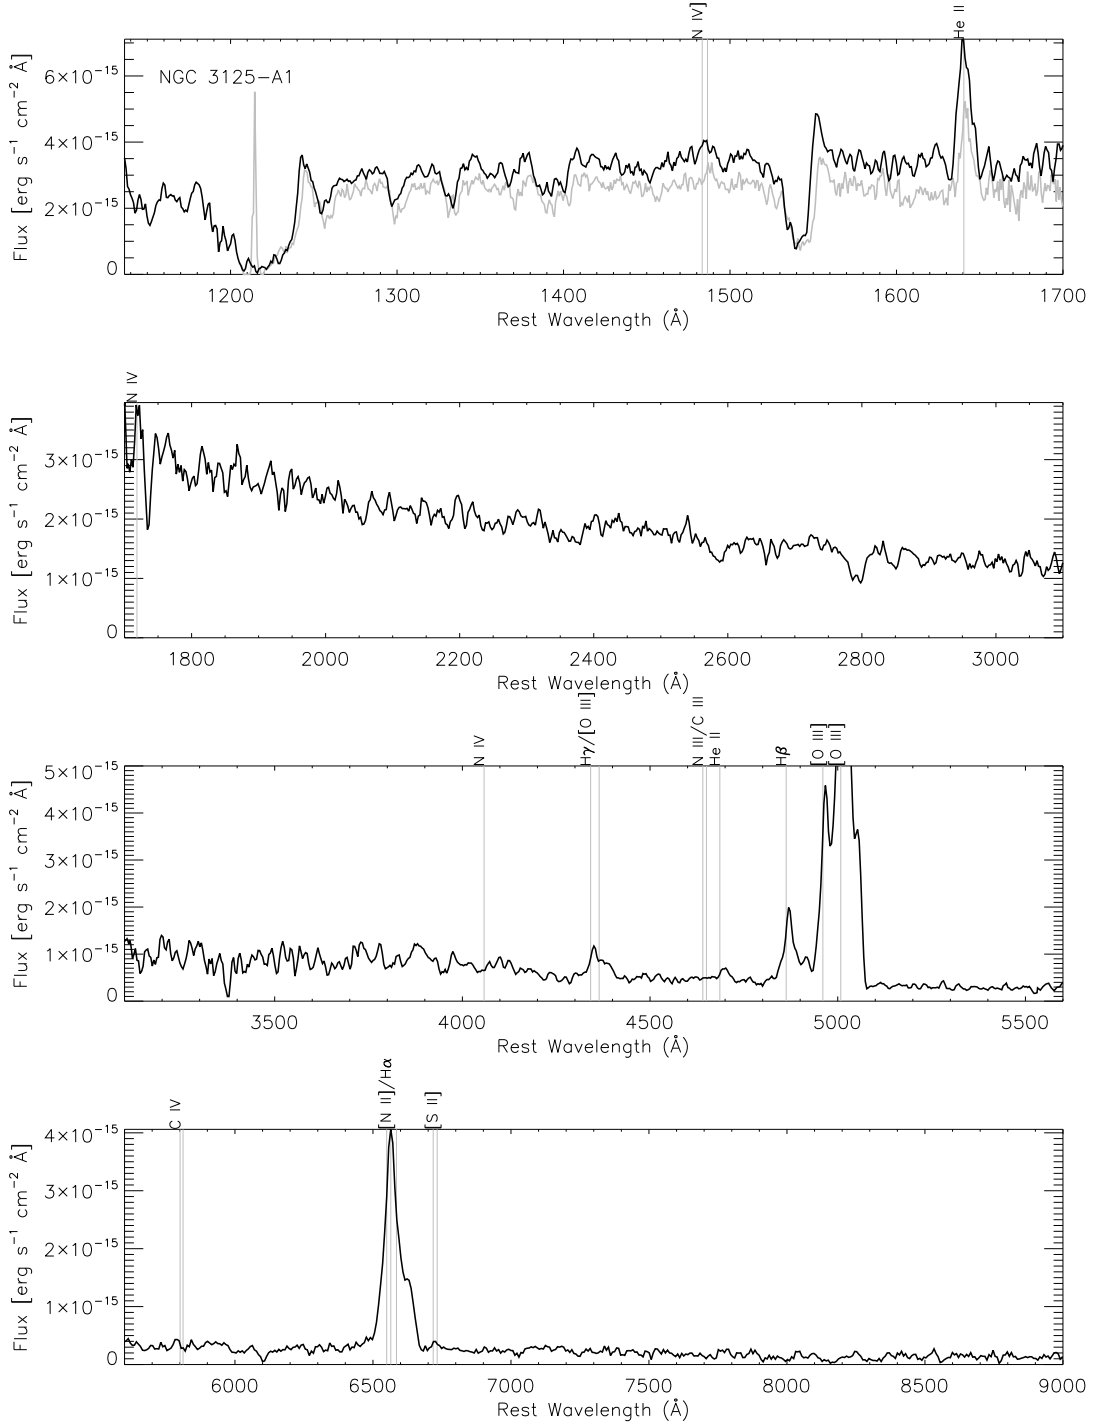 N IV]
He II
NGC 3125-A1
Flux [erg s⁻¹ cm⁻² Å]
6×10⁻¹⁵
4×10⁻¹⁵
2×10⁻¹⁵
0
1200 1300 1400 1500 1600 1700
Rest Wavelength (Å)
N IV
Flux [erg s⁻¹ cm⁻² Å]
3×10⁻¹⁵
2×10⁻¹⁵
1×10⁻¹⁵
0
1800 2000 2200 2400 2600 2800 3000
Rest Wavelength (Å)
N IV
Hγ/[O III]
N III/C III
He II
Hβ
[O III]
[O III]
Flux [erg s⁻¹ cm⁻² Å]
5×10⁻¹⁵
4×10⁻¹⁵
3×10⁻¹⁵
2×10⁻¹⁵
1×10⁻¹⁵
0
3500 4000 4500 5000 5500
Rest Wavelength (Å)
C IV
[N II]/Hα
[S II]
Flux [erg s⁻¹ cm⁻² Å]
4×10⁻¹⁵
3×10⁻¹⁵
2×10⁻¹⁵
1×10⁻¹⁵
0
6000 6500 7000 7500 8000 8500 9000
Rest Wavelength (Å)